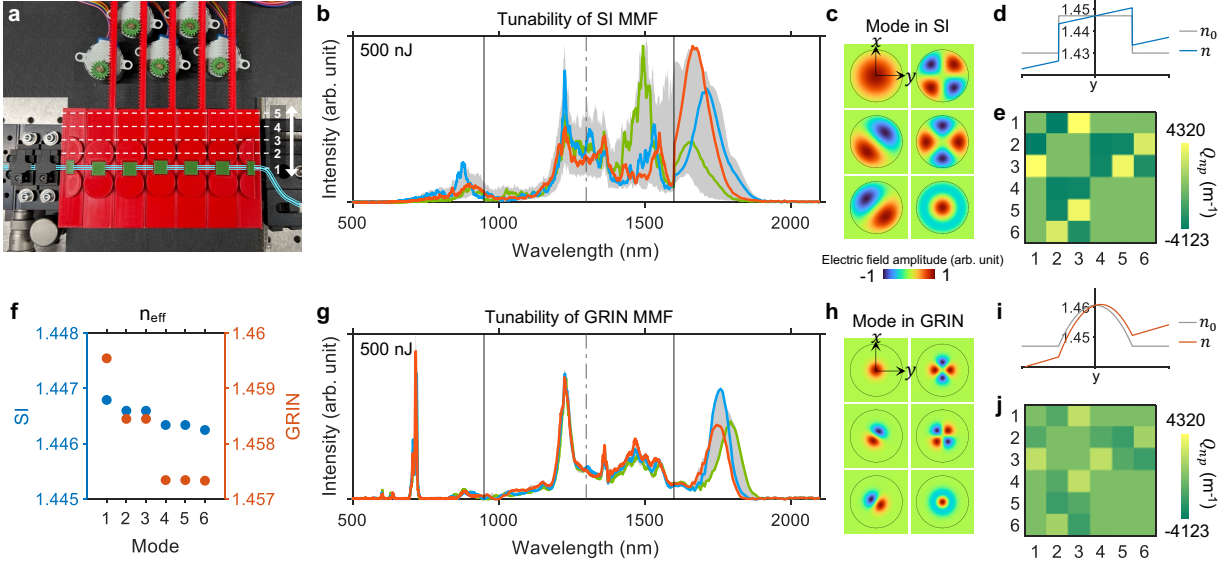 a
5
4
3
2
1
b
Tunability of SI MMF
500 nJ
Intensity (arb. unit)
500
1000
1500
2000
Wavelength (nm)
c
Mode in SI
x
y
Electric field amplitude (arb. unit)
-1
1
d
1.45
1.43
y
n₀
n
e
1
2
3
4
5
6
1 2 3 4 5 6
4320
Qₙₚ (m⁻¹)
-4123
f
n_eff
1.448
1.447
1.446
1.445
SI
1.46
1.459
1.458
1.457
GRIN
1 2 3 4 5 6
Mode
g
Tunability of GRIN MMF
500 nJ
Intensity (arb. unit)
500
1000
1500
2000
Wavelength (nm)
h
Mode in GRIN
x
y
i
1.46
1.45
y
n₀
n
j
1
2
3
4
5
6
1 2 3 4 5 6
4320
Qₙₚ (m⁻¹)
-4123